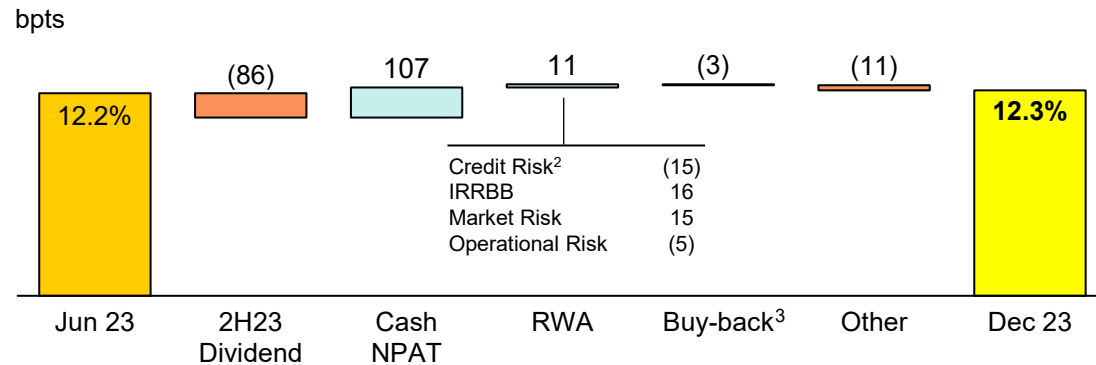 bpts
(86)
107
11
(3)
(11)
12.2%
12.3%
Credit Risk² (15)
IRRBB 16
Market Risk 15
Operational Risk (5)
Jun 23
2H23 Dividend
Cash NPAT
RWA
Buy-back³
Other
Dec 23